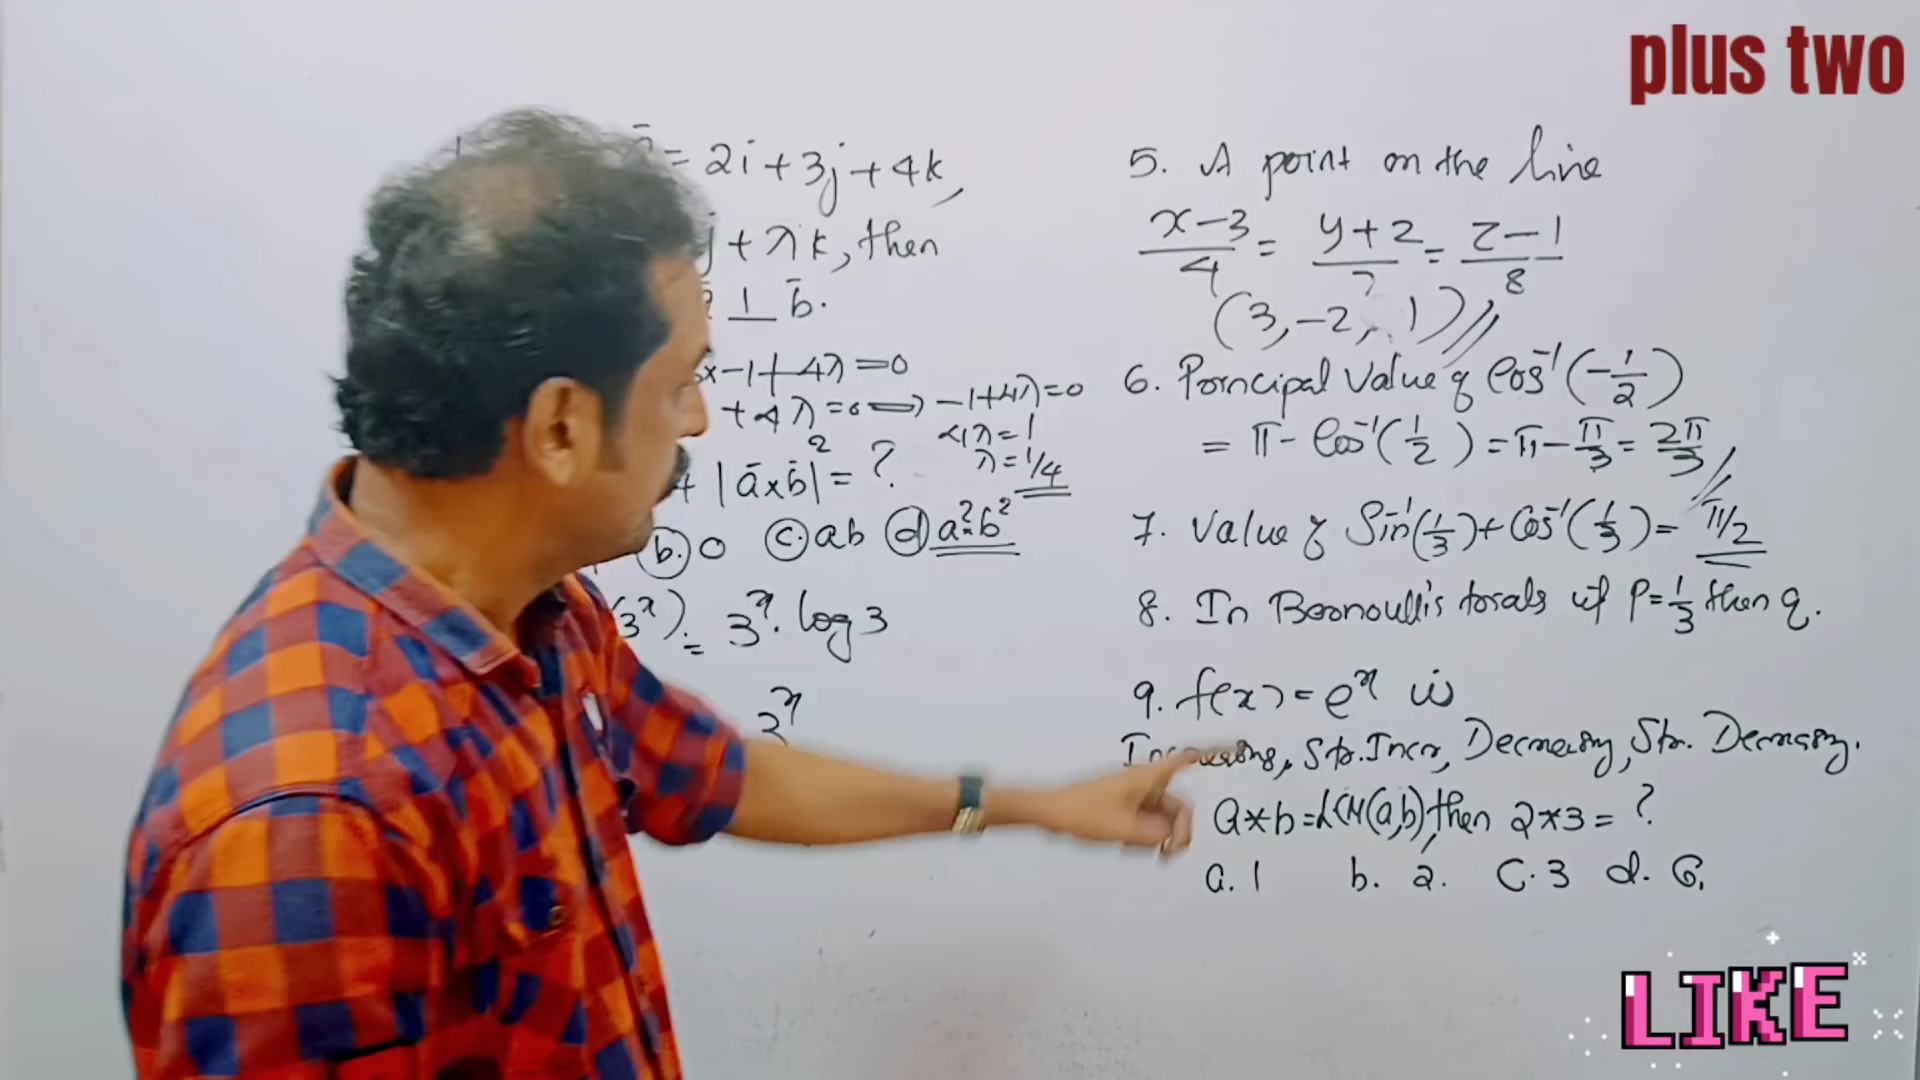 plus two
= 2i + 3j + 4k,
j + λk, then
⊥ b̄.
-1 + 4λ = 0
+ 4λ = 0 ⟹ -1 + 4λ = 0
4λ = 1
λ = 1/4
+ |ā×b̄|² = ?
b. 0 c. ab d a²b²
(3ˣ) = 3ˣ. log 3
3ˣ
5. A point on the line
x-3/4 = y+2/7 = z-1/8
(3, -2, 1)
6. Principal Value of Cos⁻¹(-1/2)
= π - Cos⁻¹(1/2) = π - π/3 = 2π/3
7. Value of Sin⁻¹(1/3) + Cos⁻¹(1/3) = π/2
8. In Bernoulli's trials if P = 1/3 then q.
9. f(x) = eˣ is
Increasing, Str. Incr, Decreasing, Str. Decreasing.
a*b = LCM(a,b), then 2*3 = ?
a. 1 b. 2. C. 3 d. 6.
LIKE